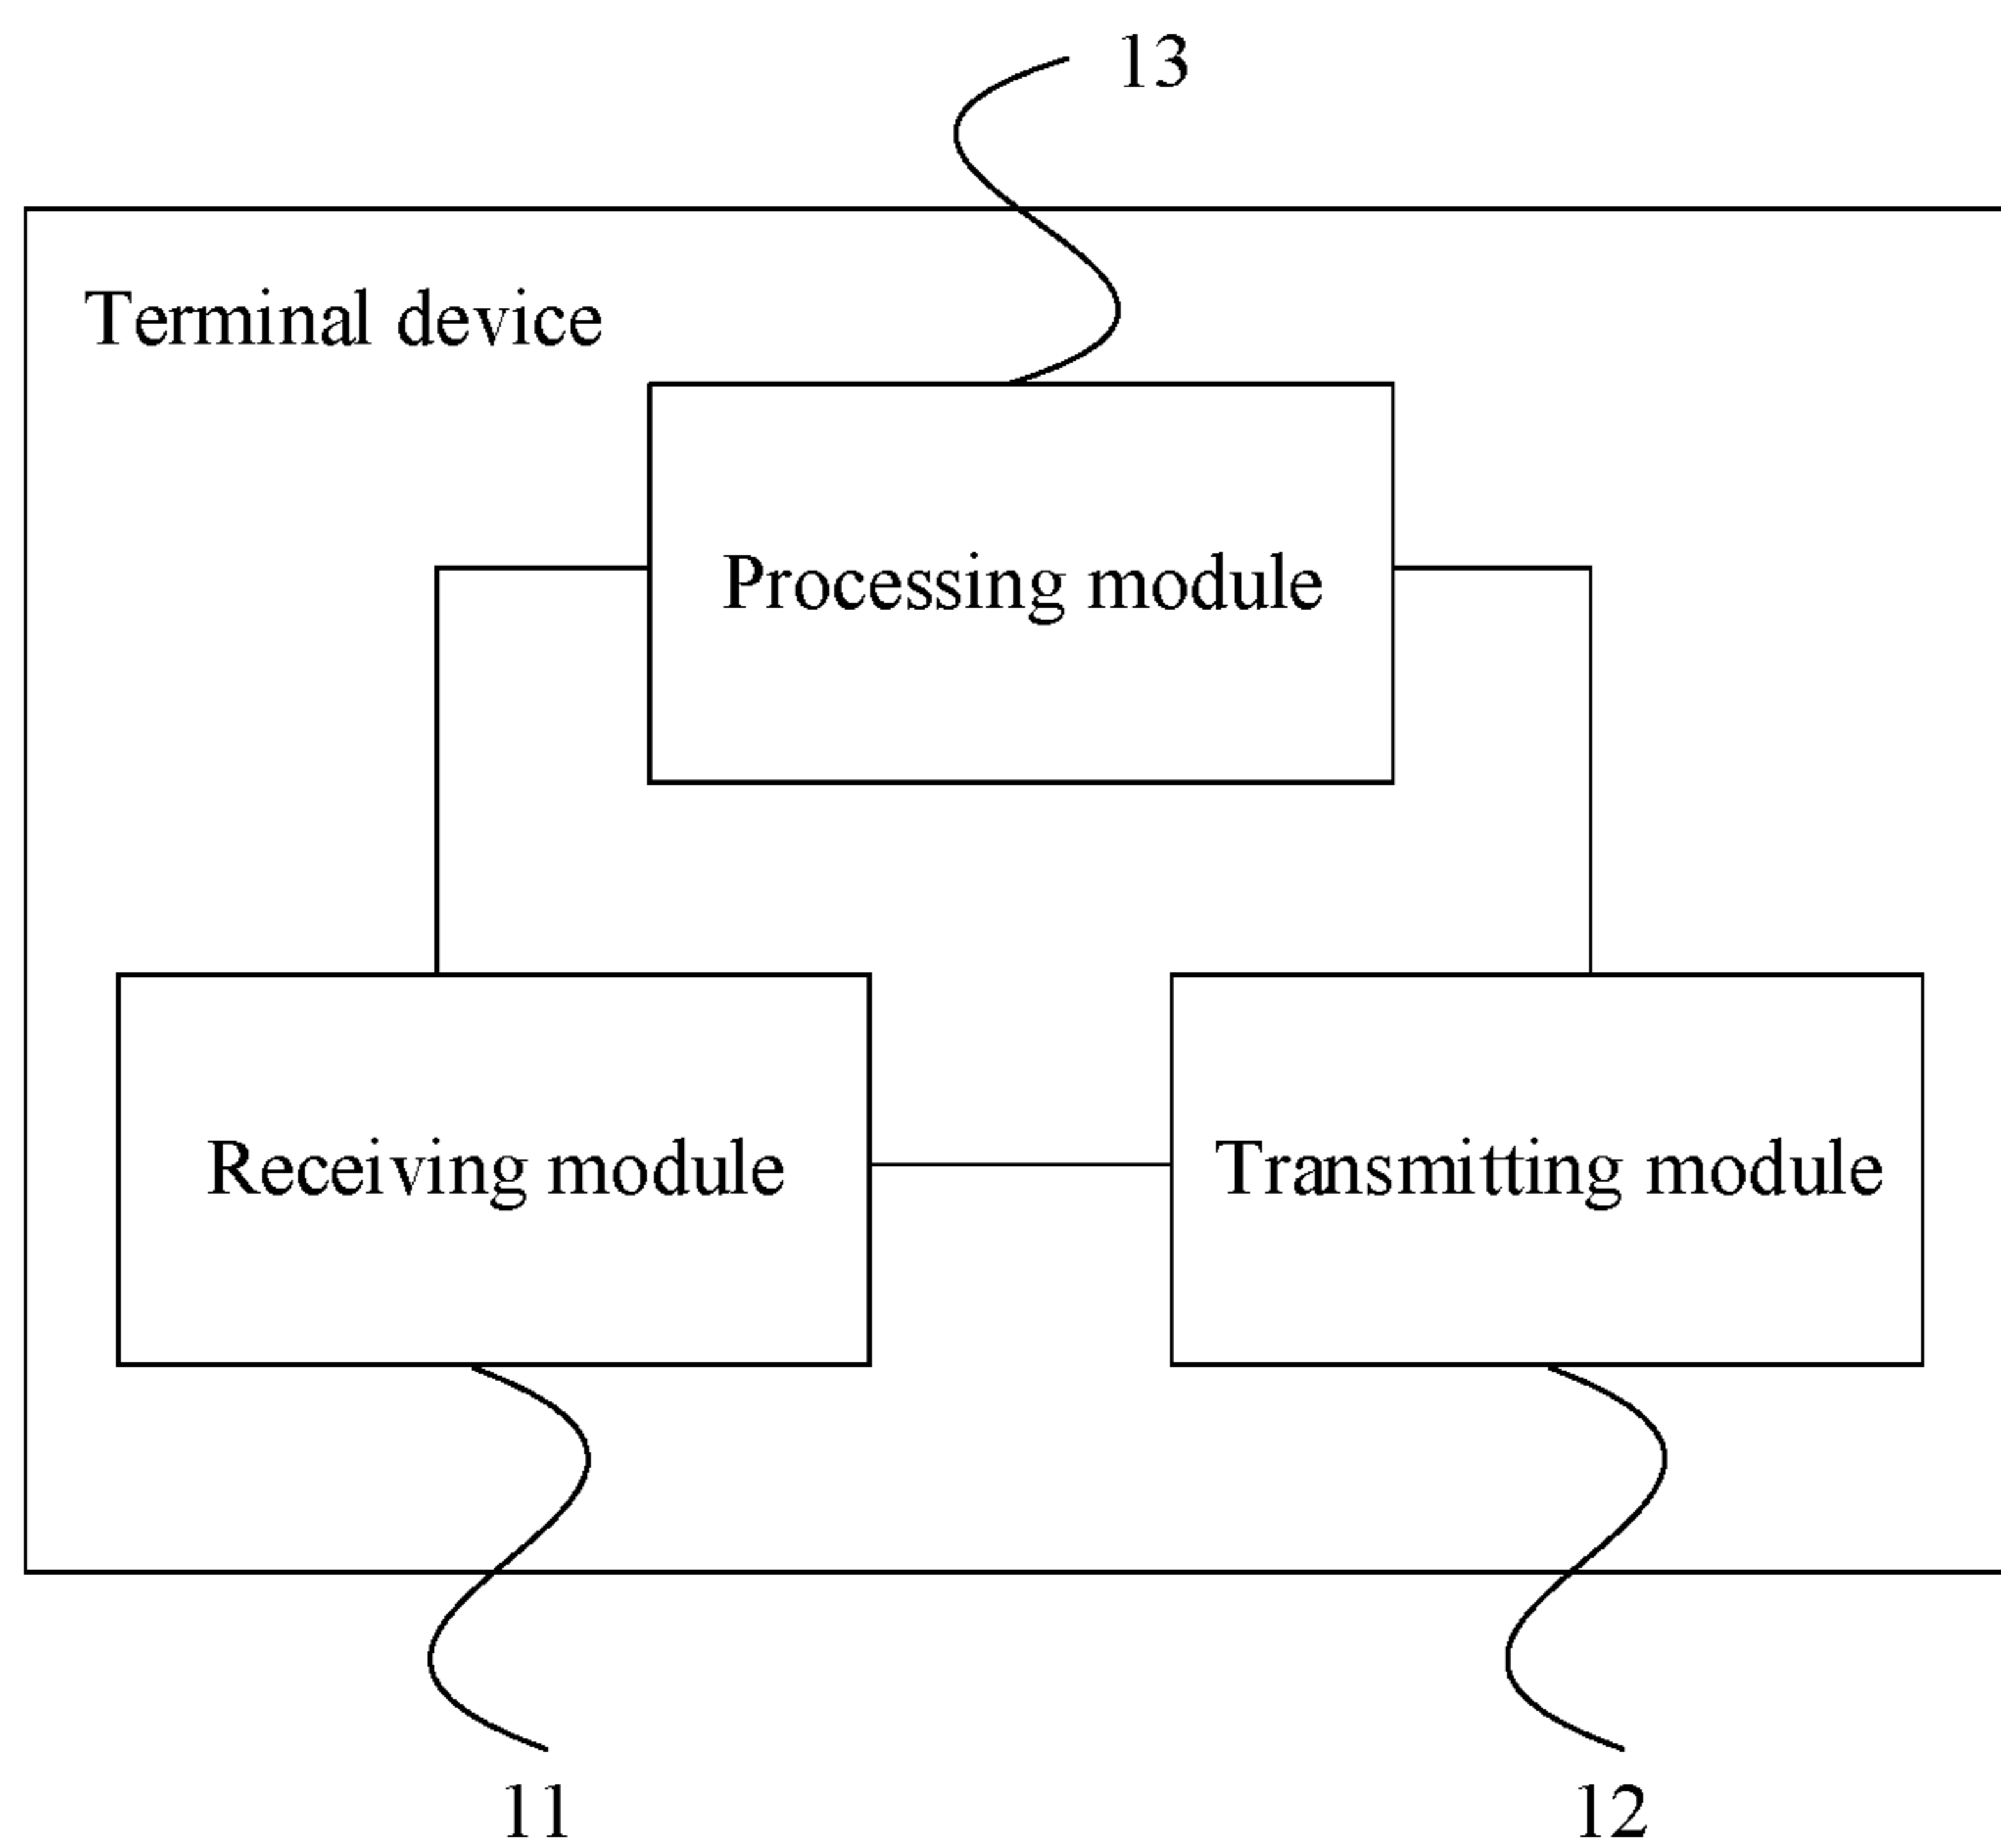 13
Terminal device
Processing module
Receiving module
Transmitting module
11
12